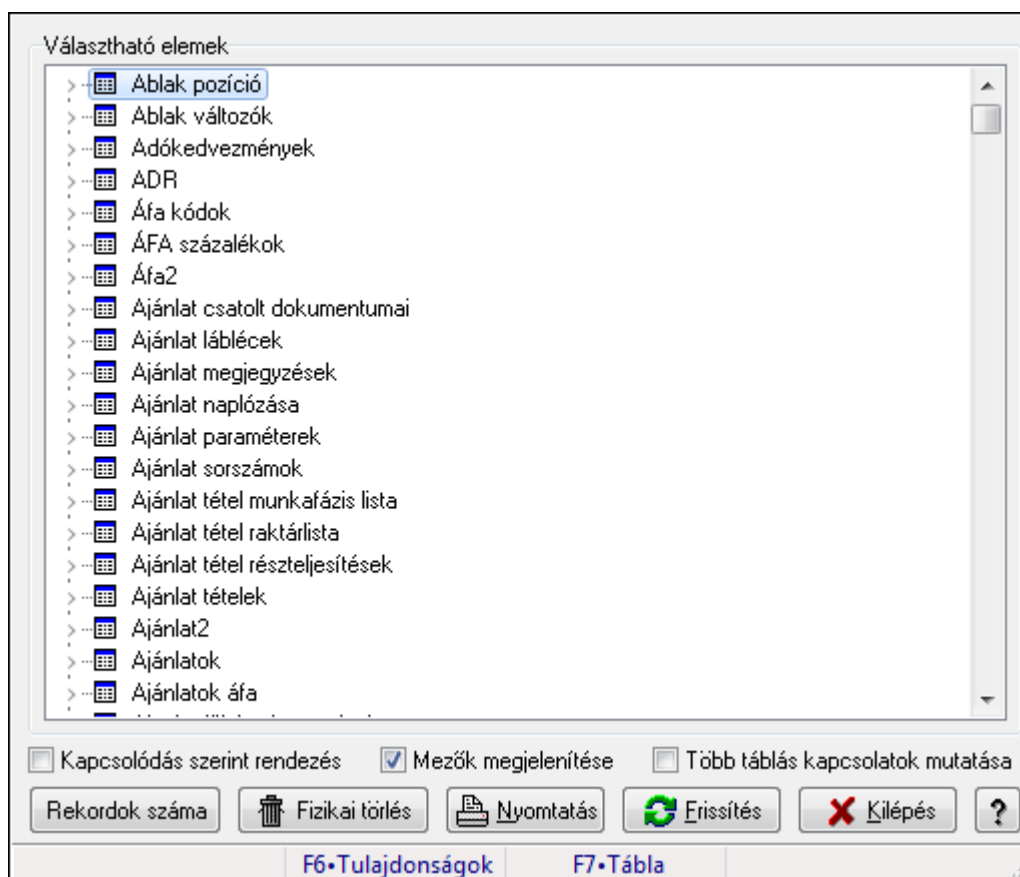 Választható elemek
Ablak pozíció
Ablak változók
Adókedvezmények
ADR
Áfa kódok
ÁFA százalékok
Áfa2
Ajánlat csatolt dokumentumai
Ajánlat láblécek
Ajánlat megjegyzések
Ajánlat naplózása
Ajánlat paraméterek
Ajánlat sorszámok
Ajánlat tétel munkafázis lista
Ajánlat tétel raktárlista
Ajánlat tétel részteljesítések
Ajánlat tételek
Ajánlat2
Ajánlatok
Ajánlatok áfa
Kapcsolódás szerint rendezés Mezők megjelenítése Több táblás kapcsolatok mutatása
Rekordok száma Fizikai törlés Nyomtatás Frissítés Kilépés ?
F6•Tulajdonságok F7•Tábla